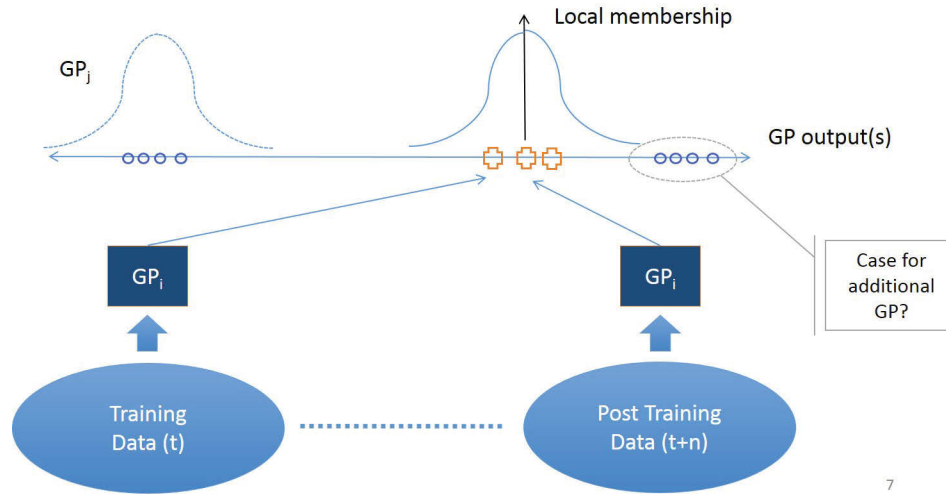 Local membership
GPj
GP output(s)
GPi
GPi
Case for
additional
GP?
Training
Data (t)
Post Training
Data (t+n)
7